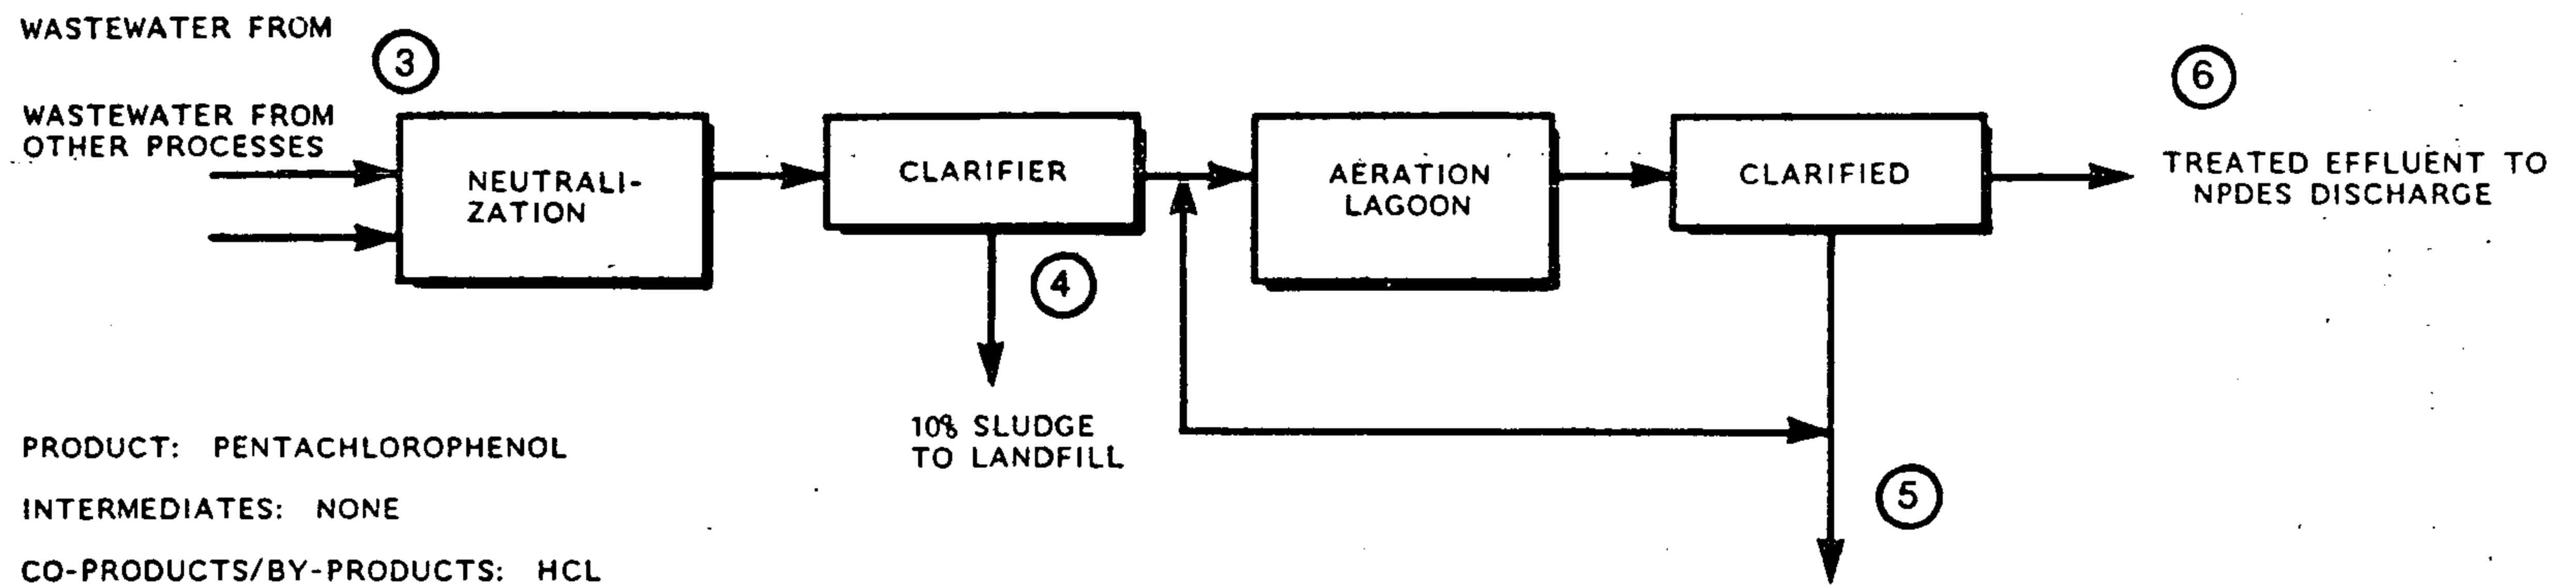 WASTEWATER FROM
3
WASTEWATER FROM
OTHER PROCESSES
NEUTRALI-
ZATION
CLARIFIER
AERATION
LAGOON
CLARIFIED
6
TREATED EFFLUENT TO
NPDES DISCHARGE
4
10% SLUDGE
TO LANDFILL
5
PRODUCT: PENTACHLOROPHENOL
INTERMEDIATES: NONE
CO-PRODUCTS/BY-PRODUCTS: HCL